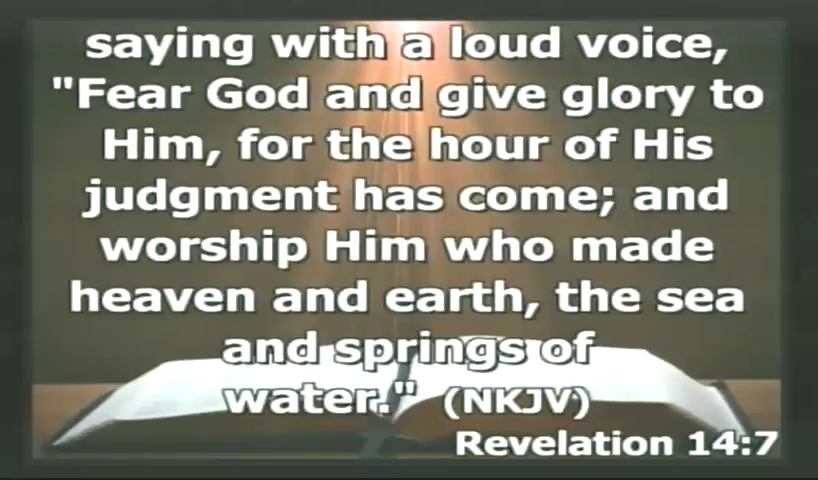 saying with a loud voice,
"Fear God and give glory to
Him, for the hour of His
judgment has come; and
worship Him who made
heaven and earth, the sea
and springs of
water." (NKJV)
Revelation 14:7